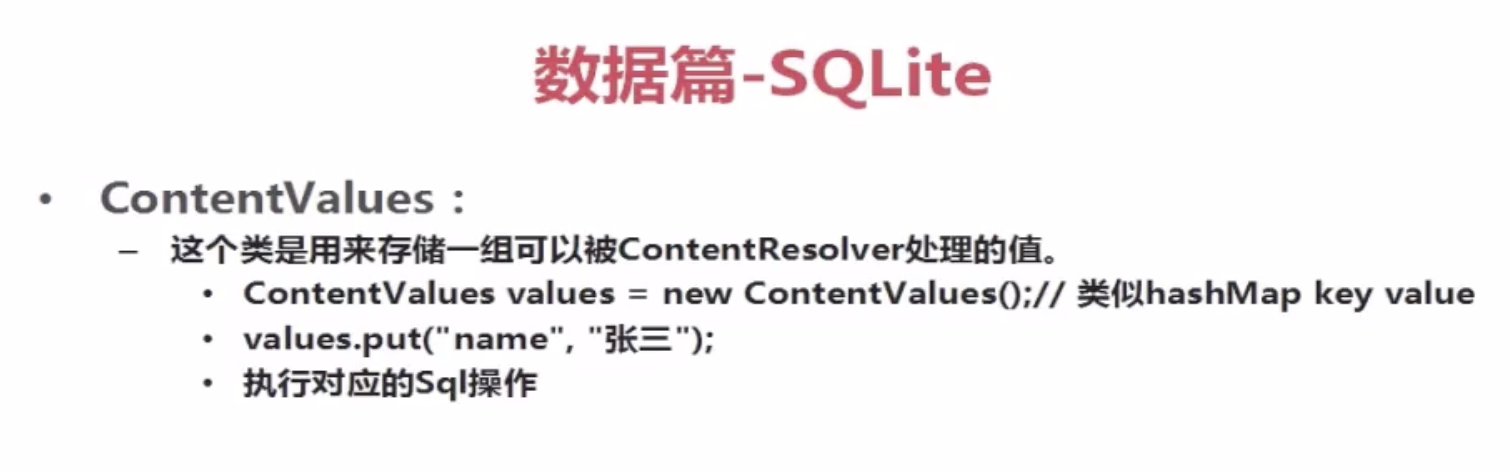 数据篇-SQLite
• ContentValues：
– 这个类是用来存储一组可以被ContentResolver处理的值。
• ContentValues values = new ContentValues();// 类似hashMap key value
• values.put("name", "张三");
• 执行对应的Sql操作